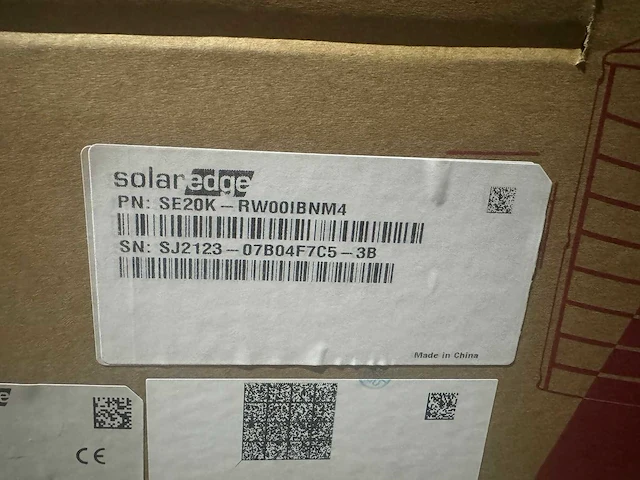 solaredge
PN: SE20K-RW00IBNM4
SN: SJ2123-07B04F7C5-3B
Made in China
e
CE